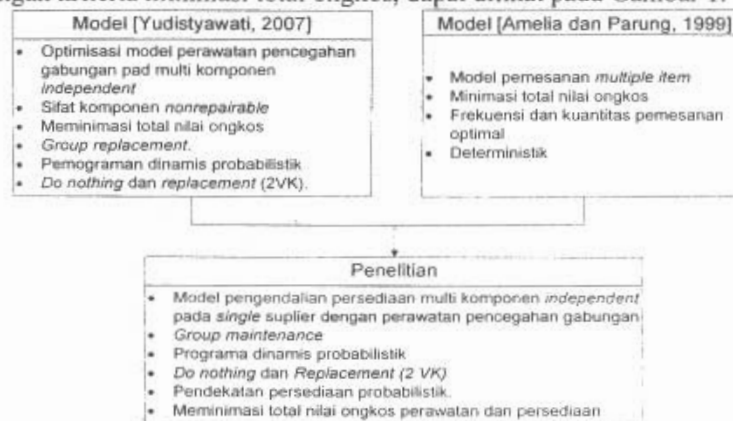 dengan kriteria minimasi total ongkos, dapat dilihat pada Gambar 1.
Model [Yudistyawati, 2007]
• Optimisasi model perawatan pencegahan
gabungan pad multi komponen
independent
• Sifat komponen nonrepairable
• Meminimasi total nilai ongkos
• Group replacement.
• Pemograman dinamis probabilistik
• Do nothing dan replacement (2VK).
Model [Amelia dan Parung, 1999]
• Model pemesanan multiple item
• Minimasi total nilai ongkos
• Frekuensi dan kuantitas pemesanan
optimal
• Deterministik
Penelitian
• Model pengendalian persediaan multi komponen independent
pada single suplier dengan perawatan pencegahan gabungan
• Group maintenance
• Programa dinamis probabilistik
• Do nothing dan Replacement (2 VK)
• Pendekatan persediaan probabilistik.
• Meminimasi total nilai ongkos perawatan dan persediaan